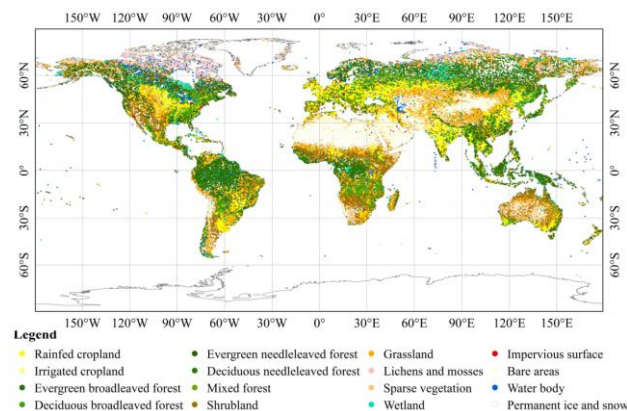 150°W 120°W 90°W 60°W 30°W 0° 30°E 60°E 90°E 120°E 150°E
60°N 60°N
30°N 30°N
0° 0°
30°S 30°S
60°S 60°S
150°W 120°W 90°W 60°W 30°W 0° 30°E 60°E 90°E 120°E 150°E
Legend
Rainfed cropland
Irrigated cropland
Evergreen broadleaved forest
Deciduous broadleaved forest
Evergreen needleleaved forest
Deciduous needleleaved forest
Mixed forest
Shrubland
Grassland
Lichens and mosses
Sparse vegetation
Wetland
Impervious surface
Bare areas
Water body
Permanent ice and snow